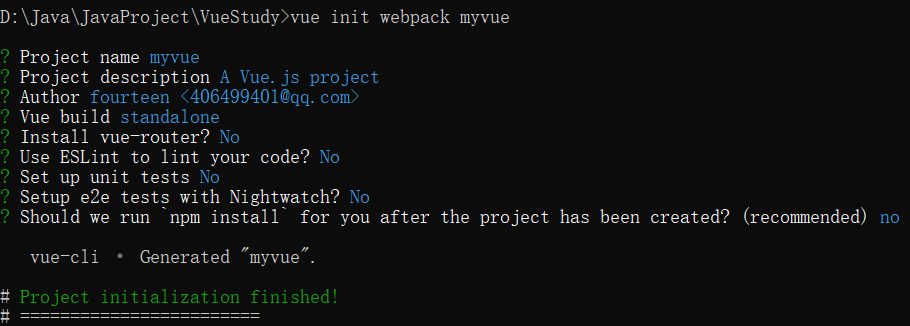 D:\Java\JavaProject\VueStudy>vue init webpack myvue
? Project name myvue
? Project description A Vue.js project
? Author fourteen <406499401@qq.com>
? Vue build standalone
? Install vue-router? No
? Use ESLint to lint your code? No
? Set up unit tests No
? Setup e2e tests with Nightwatch? No
? Should we run `npm install` for you after the project has been created? (recommended) no
vue-cli · Generated "myvue".
# Project initialization finished!
# ========================